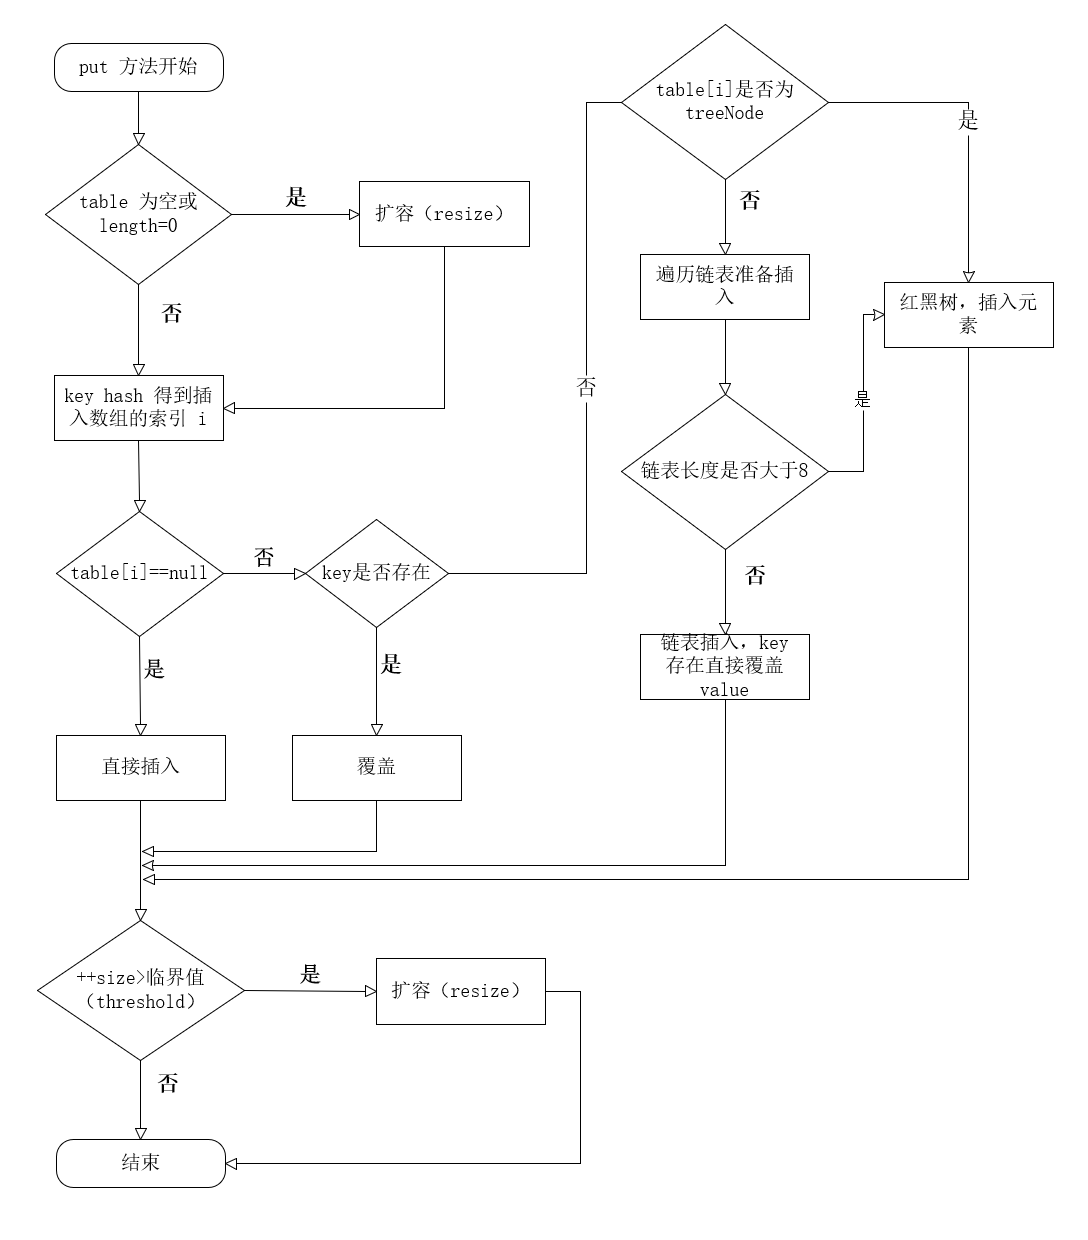 put 方法开始
table 为空或
length=0
是
扩容（resize）
否
key hash 得到插
入数组的索引 i
table[i]==null
否
key是否存在
是
是
直接插入
覆盖
否
table[i]是否为
treeNode
是
否
遍历链表准备插
入
红黑树，插入元
素
是
链表长度是否大于8
否
链表插入，key
存在直接覆盖
value
++size>临界值
（threshold）
是
扩容（resize）
否
结束